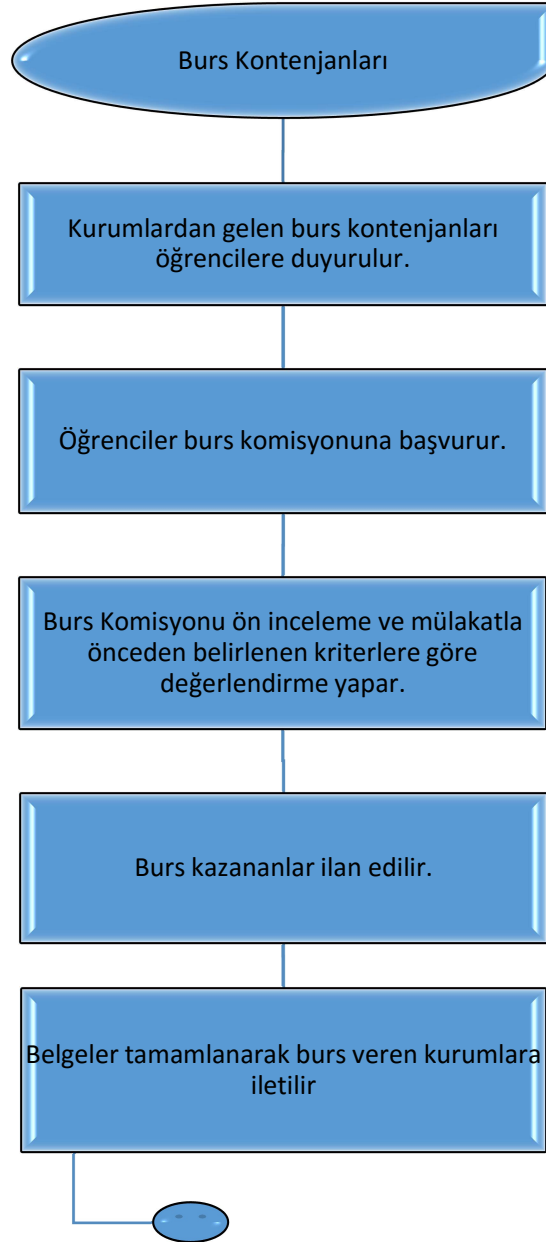 Burs Kontenjanları
Kurumlardan gelen burs kontenjanları
öğrencilere duyurulur.
Öğrenciler burs komisyonuna başvurur.
Burs Komisyonu ön inceleme ve mülakatla
önceden belirlenen kriterlere göre
değerlendirme yapar.
Burs kazananlar ilan edilir.
Belgeler tamamlanarak burs veren kurumlara
iletilir